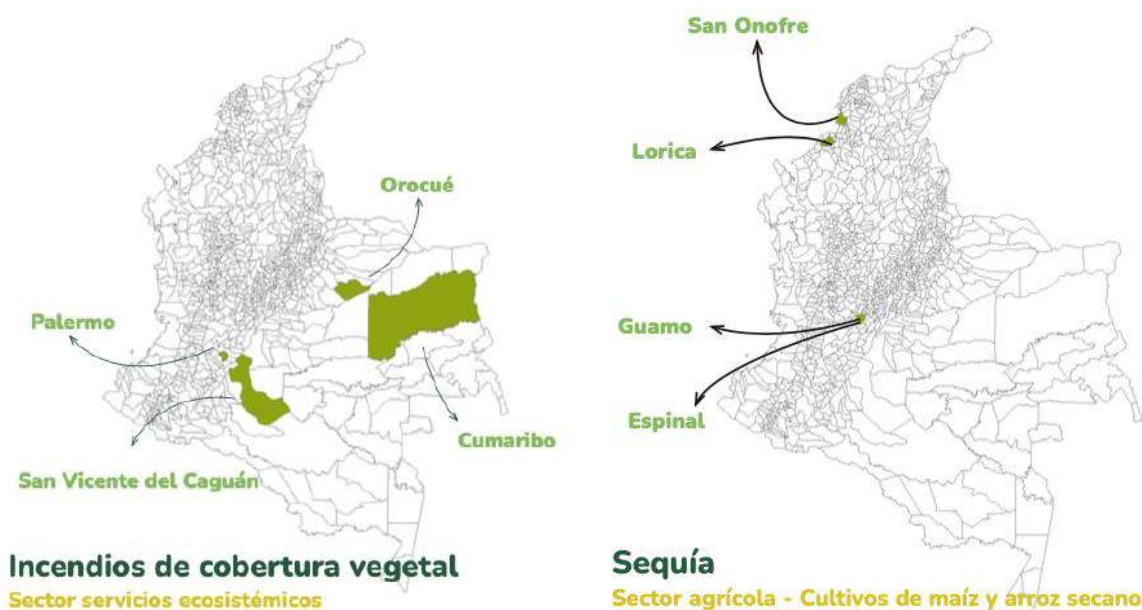 Orocué
Palermo
Cumaribo
San Vicente del Caguán
Incendios de cobertura vegetal
Sector servicios ecosistémicos
San Onofre
Lorica
Guamo
Espinal
Sequía
Sector agrícola - Cultivos de maíz y arroz secano